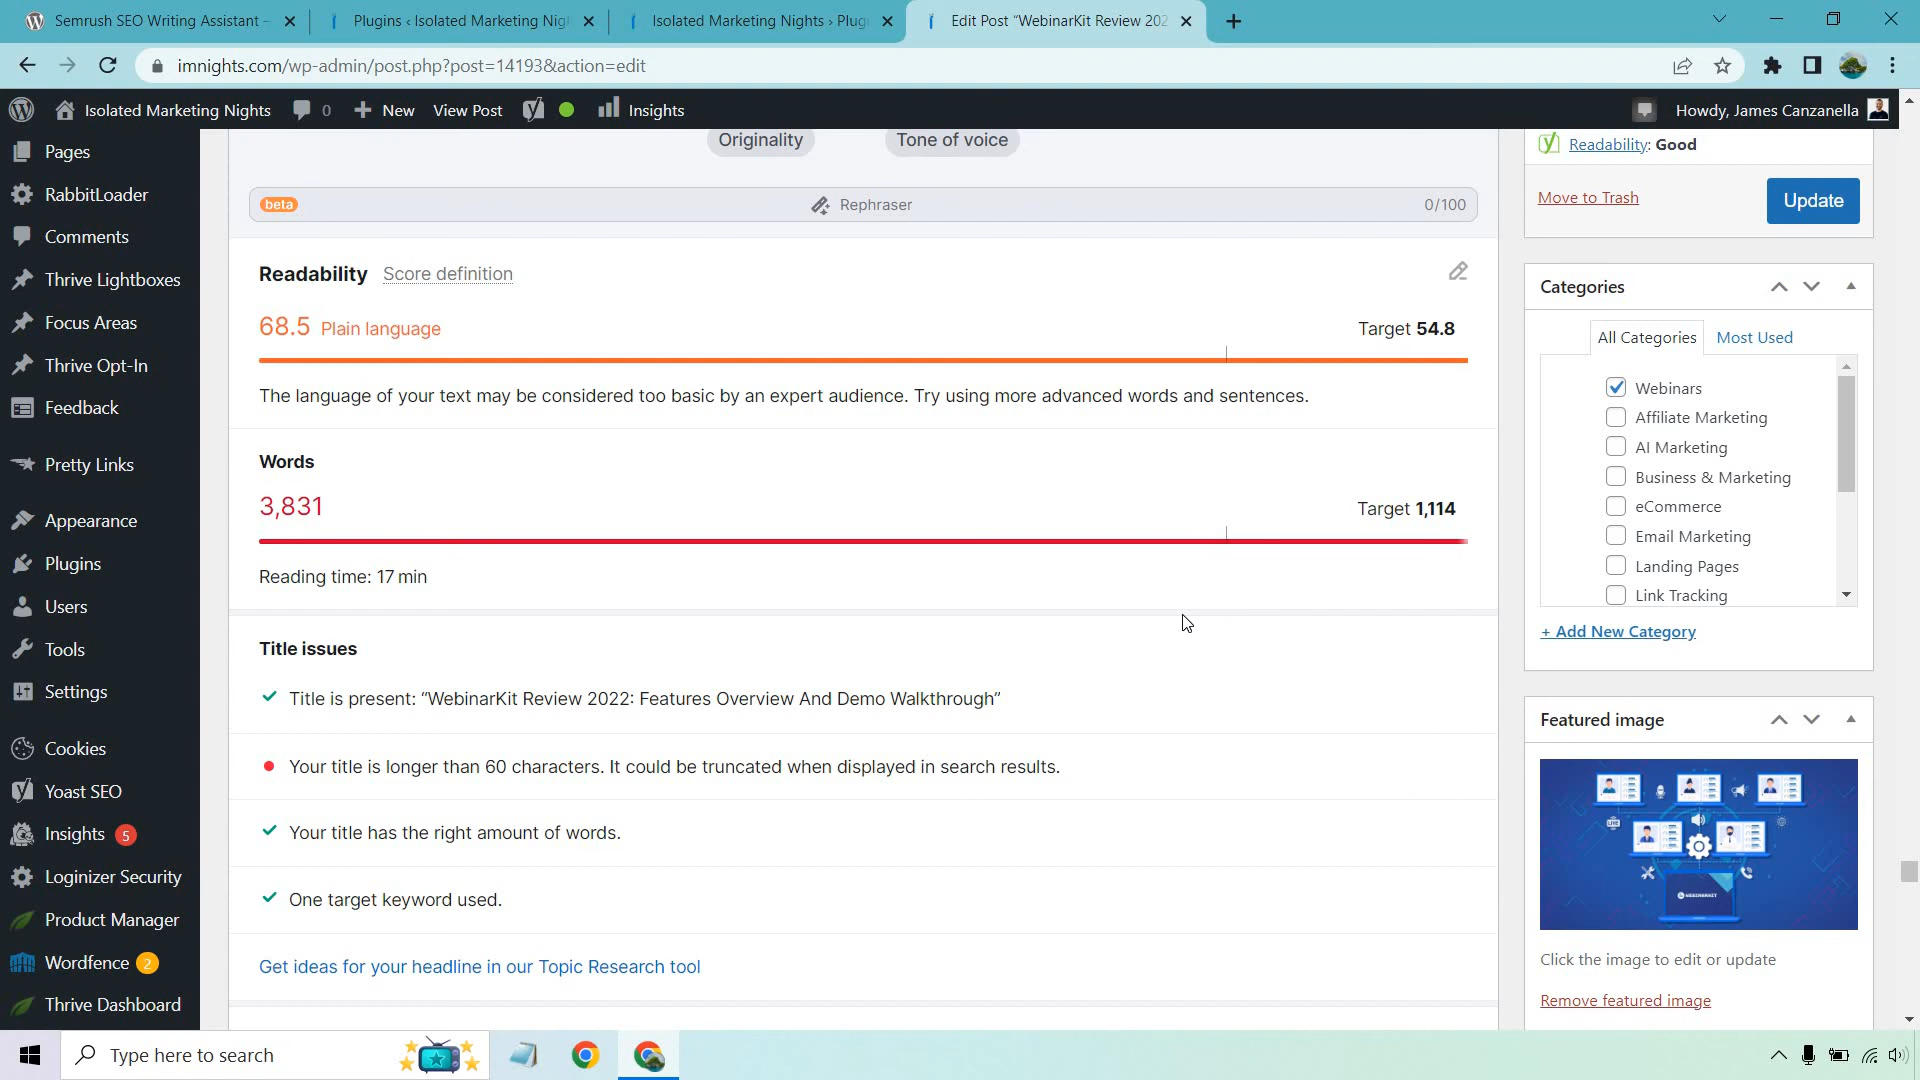 Semrush SEO Writing Assistant –
Plugins ‹ Isolated Marketing Nig
Isolated Marketing Nights › Plug
Edit Post “WebinarKit Review 202
imnights.com/wp-admin/post.php?post=14193&action=edit
Isolated Marketing Nights
0
New
View Post
Insights
Howdy, James Canzanella
Pages
RabbitLoader
Comments
Thrive Lightboxes
Focus Areas
Thrive Opt-In
Feedback
Pretty Links
Appearance
Plugins
Users
Tools
Settings
Cookies
Yoast SEO
Insights 5
Loginizer Security
Product Manager
Wordfence 2
Thrive Dashboard
Originality
Tone of voice
beta
Rephraser
0/100
Readability Score definition
68.5 Plain language
Target 54.8
The language of your text may be considered too basic by an expert audience. Try using more advanced words and sentences.
Words
3,831
Target 1,114
Reading time: 17 min
Title issues
Title is present: “WebinarKit Review 2022: Features Overview And Demo Walkthrough”
Your title is longer than 60 characters. It could be truncated when displayed in search results.
Your title has the right amount of words.
One target keyword used.
Get ideas for your headline in our Topic Research tool
Readability: Good
Move to Trash
Update
Categories
All Categories
Most Used
Webinars
Affiliate Marketing
AI Marketing
Business & Marketing
eCommerce
Email Marketing
Landing Pages
Link Tracking
+ Add New Category
Featured image
LIVE
WEBINARKIT
Click the image to edit or update
Remove featured image
Type here to search